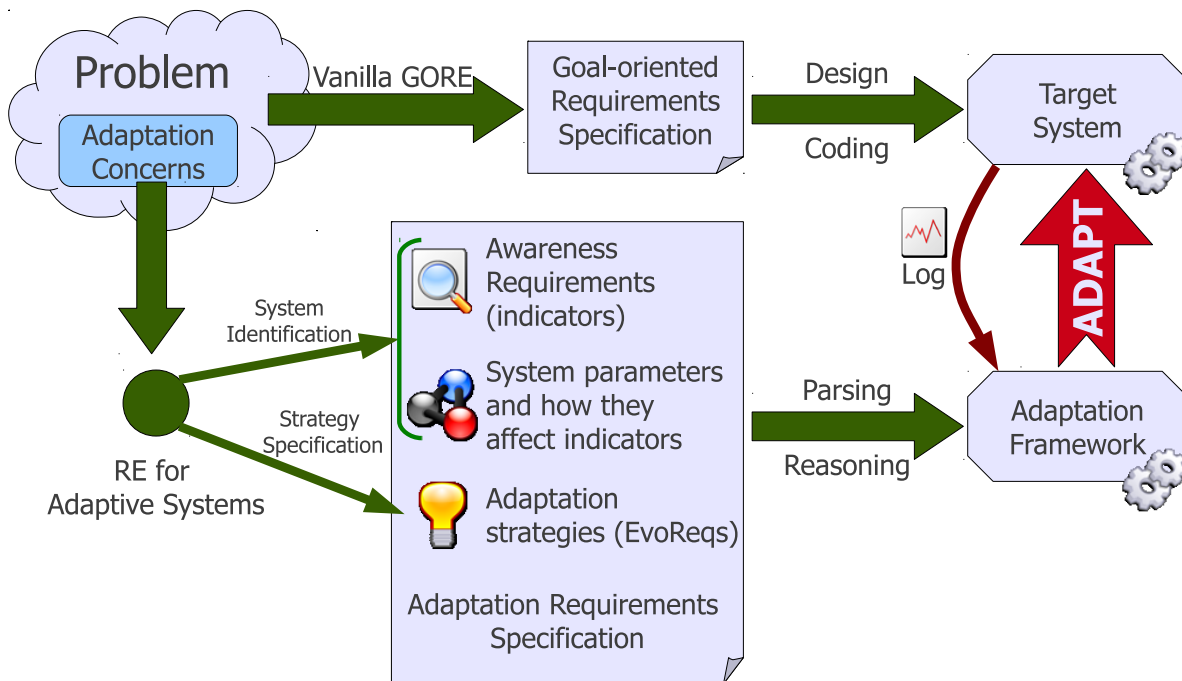 Problem
Adaptation
Concerns
Vanilla GORE
Goal-oriented
Requirements
Specification
Design
Coding
Target
System
Log
ADAPT
System
Identification
Strategy
Specification
RE for
Adaptive Systems
Awareness
Requirements
(indicators)
System parameters
and how they
affect indicators
Adaptation
strategies (EvoReqs)
Adaptation Requirements
Specification
Parsing
Reasoning
Adaptation
Framework